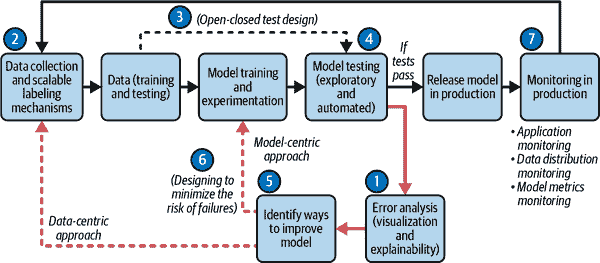 3 (Open-closed test design)
2
4
7
Data collection
and scalable
labeling
mechanisms
Data (training
and testing)
Model training
and
experimentation
Model testing
(exploratory
and
automated)
If
tests
pass
Release model
in production
Monitoring in
production
• Application
monitoring
• Data distribution
monitoring
• Model metrics
monitoring
Model-centric
approach
6
(Designing to
minimize the
risk of failures)
5
1
Data-centric
approach
Identify ways
to improve
model
Error analysis
(visualization
and
explainability)